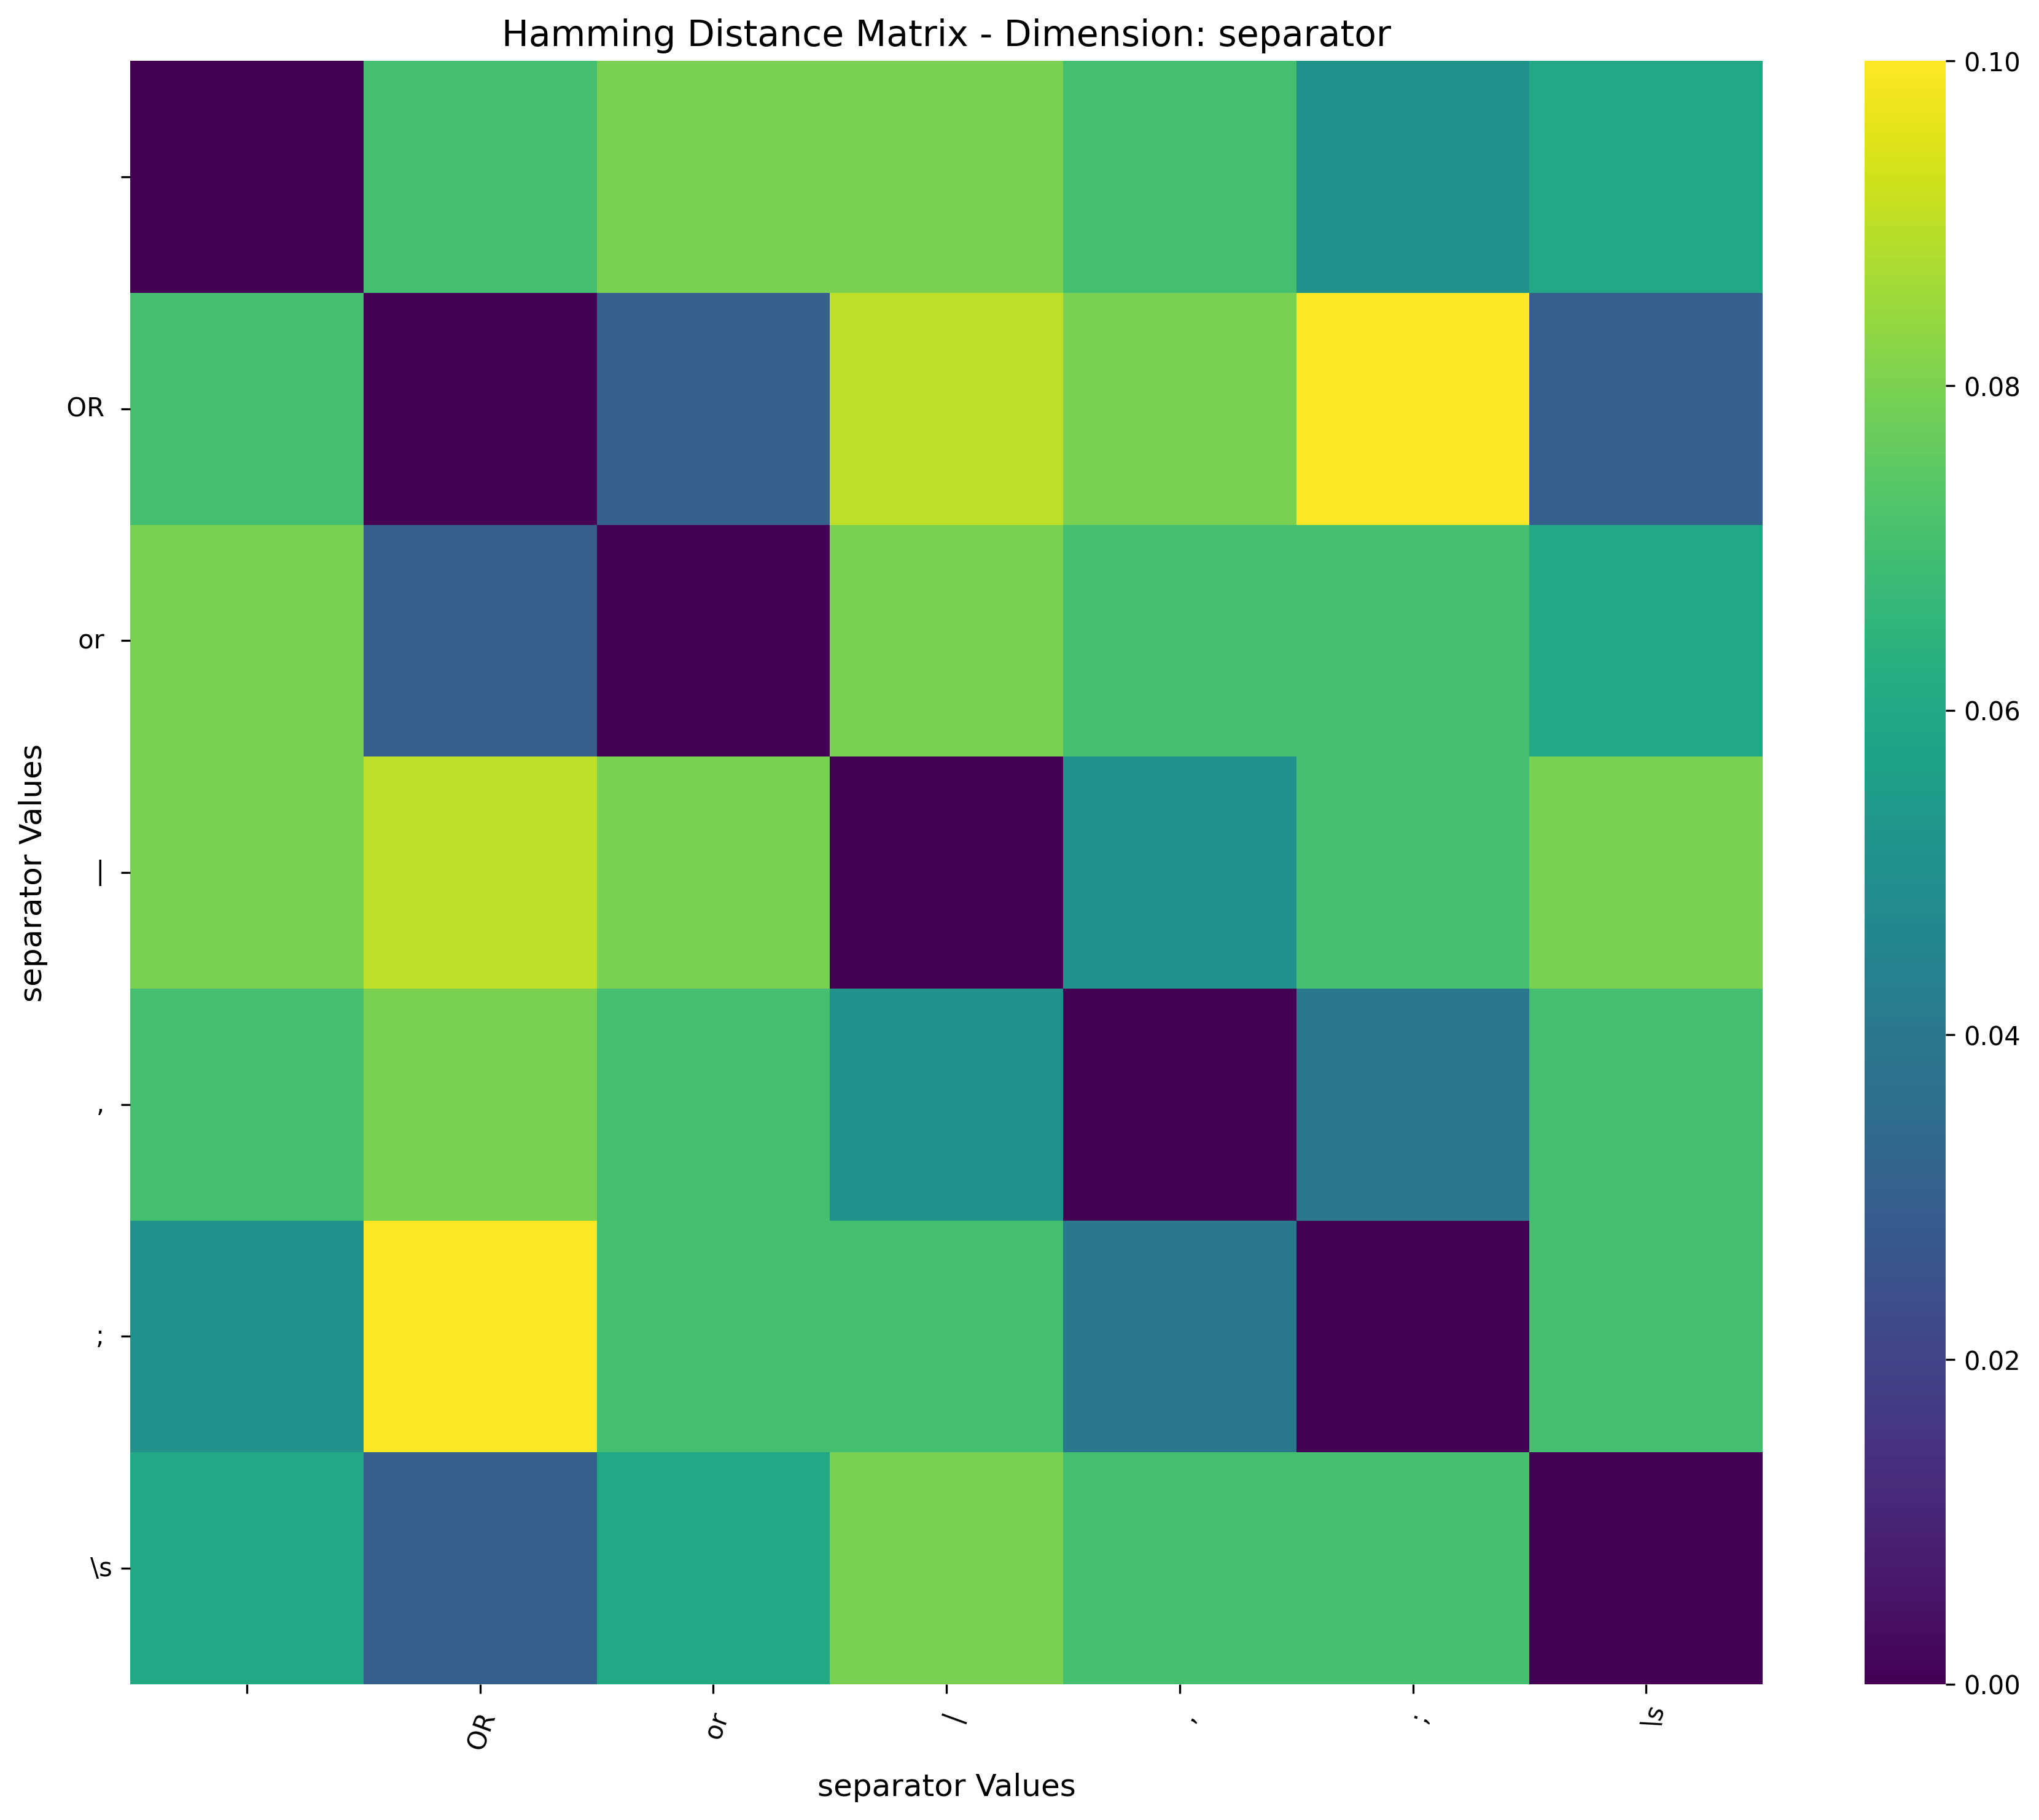 Hamming Distance Matrix - Dimension: separator
0.10
0.08
0.06
0.04
0.02
0.00
separator Values
OR
or
|
,
;
\s
OR
or
|
,
;
\s
separator Values